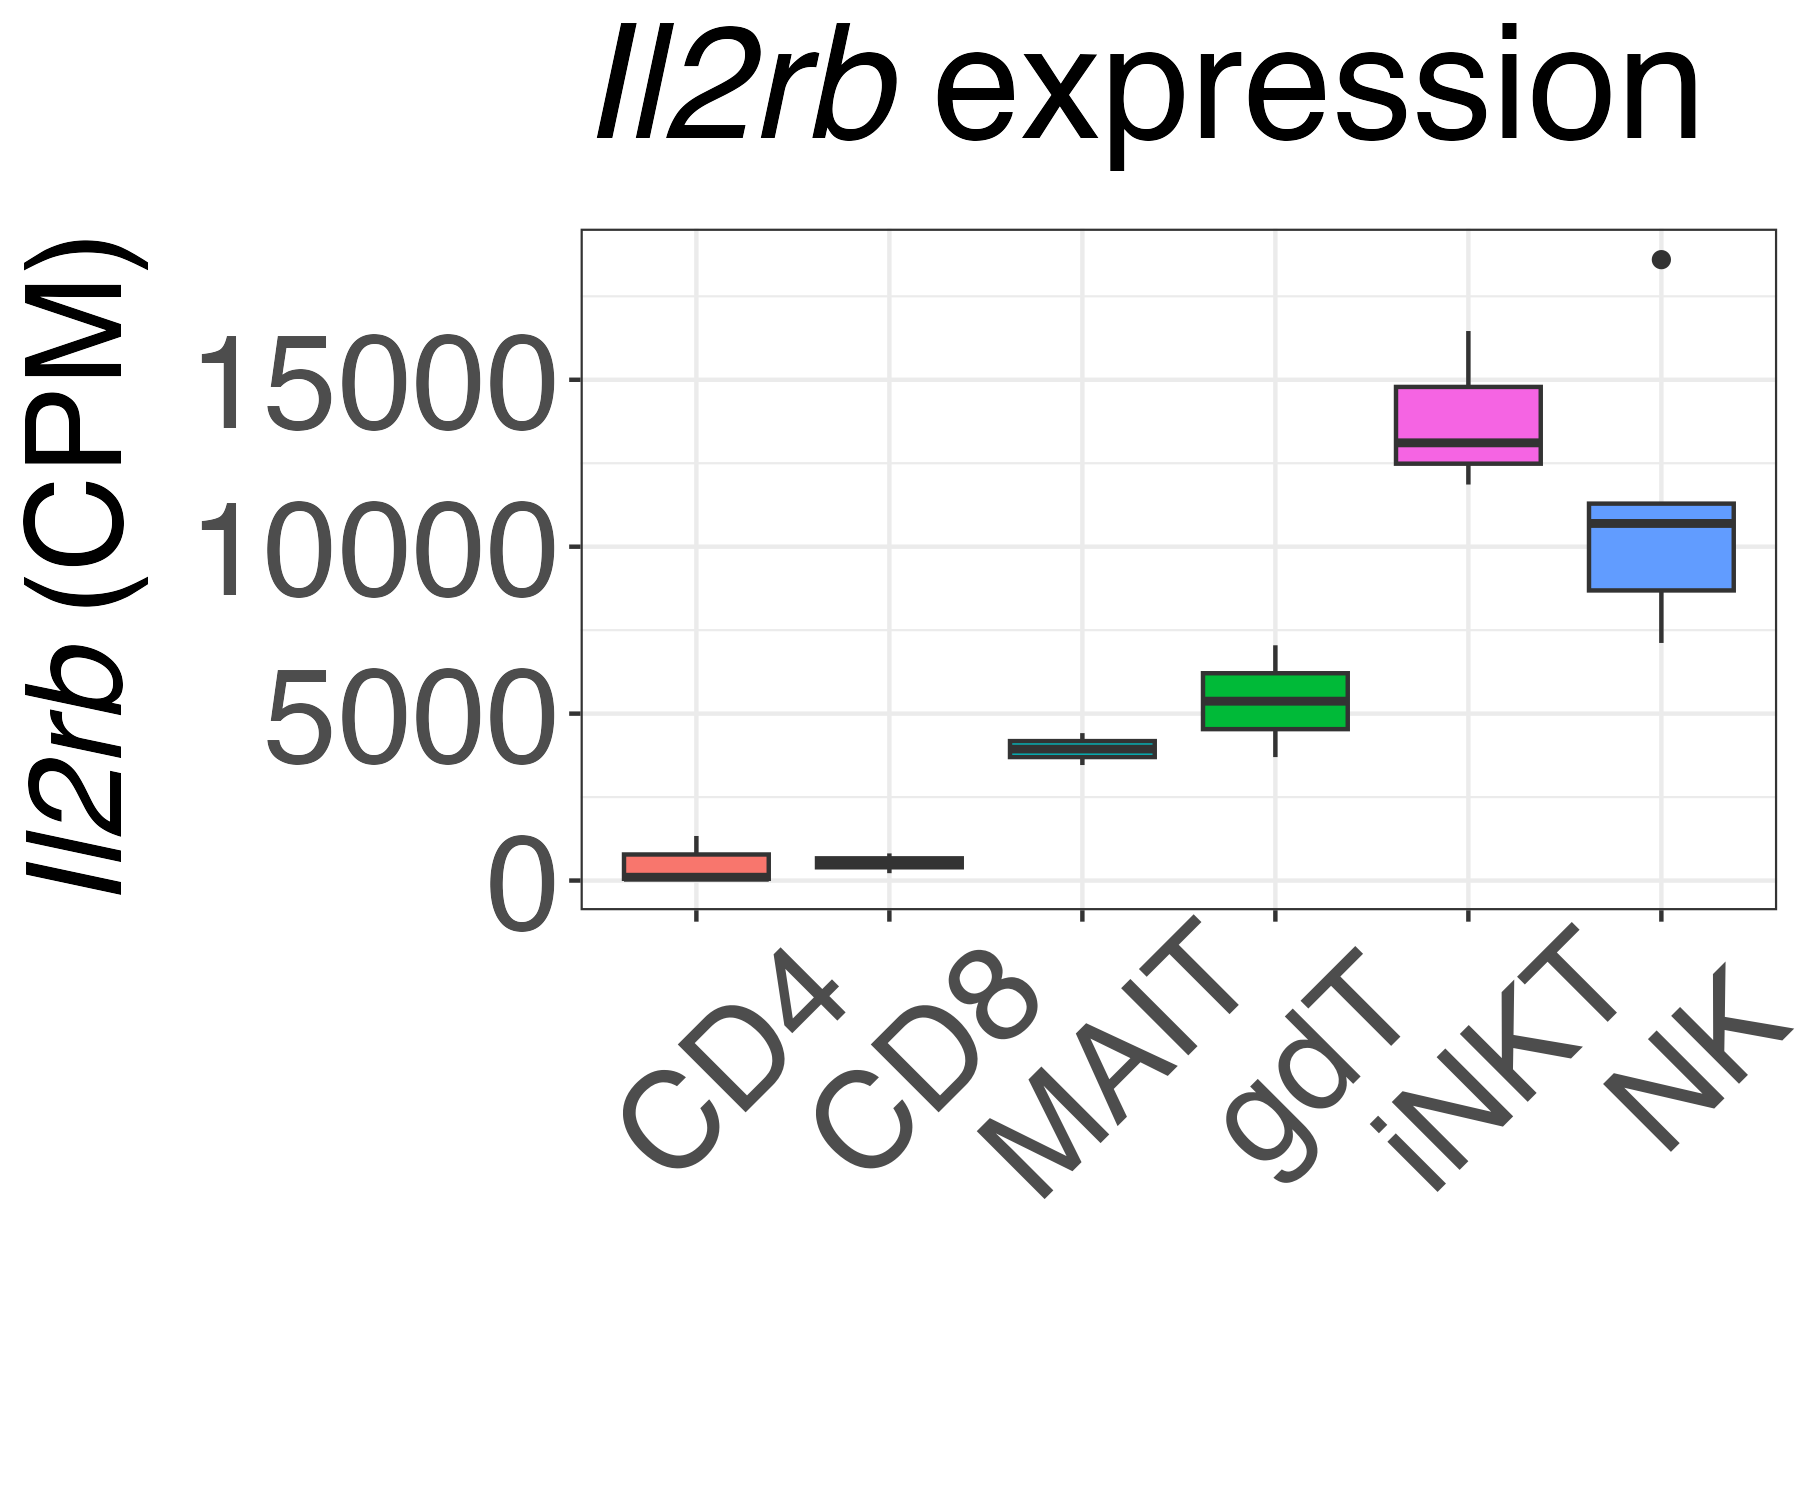 Il2rb expression
Il2rb (CPM)
15000
10000
5000
0
CD4
CD8
MAIT
gdT
iNKT
NK